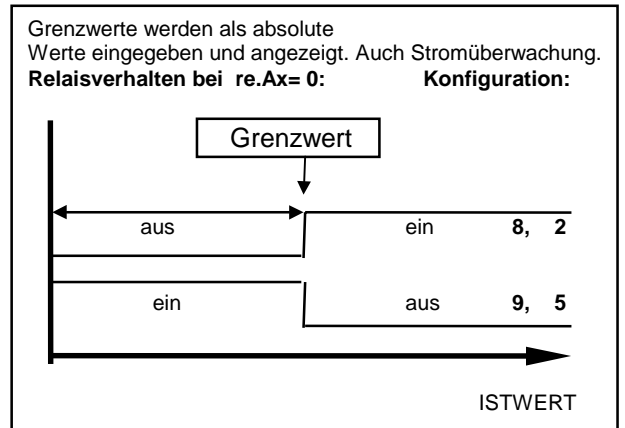 Grenzwerte werden als absolute
Werte eingegeben und angezeigt. Auch Stromüberwachung.
Relaisverhalten bei re.Ax= 0: Konfiguration:
Grenzwert
aus ein 8, 2
ein aus 9, 5
ISTWERT